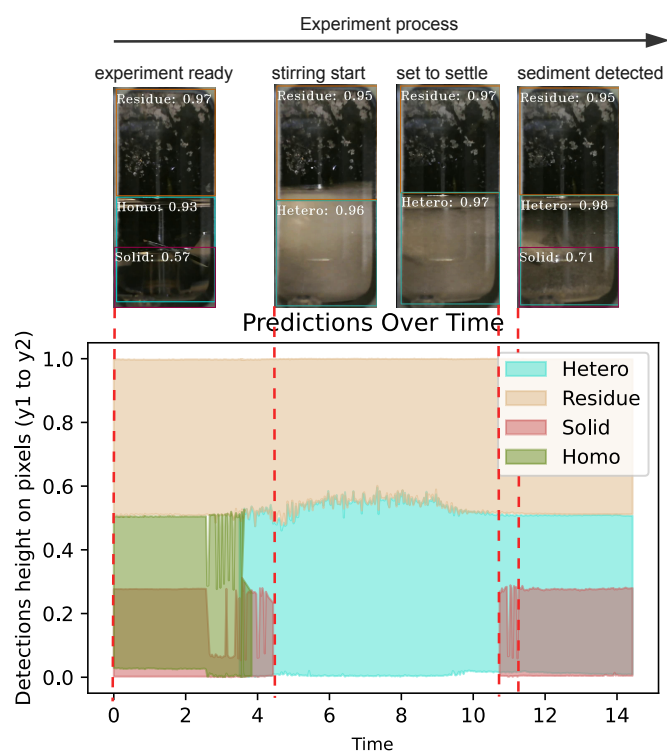 Experiment process
experiment ready
stirring start
set to settle
sediment detected
Residue: 0.97
Residue: 0.95
Residue: 0.97
Residue: 0.95
Homo: 0.93
Hetero: 0.96
Hetero: 0.97
Hetero: 0.98
Solid: 0.57
Solid: 0.71
Predictions Over Time
Detections height on pixels (y1 to y2)
1.0
0.8
0.6
0.4
0.2
0.0
Hetero
Residue
Solid
Homo
0
2
4
6
8
10
12
14
Time